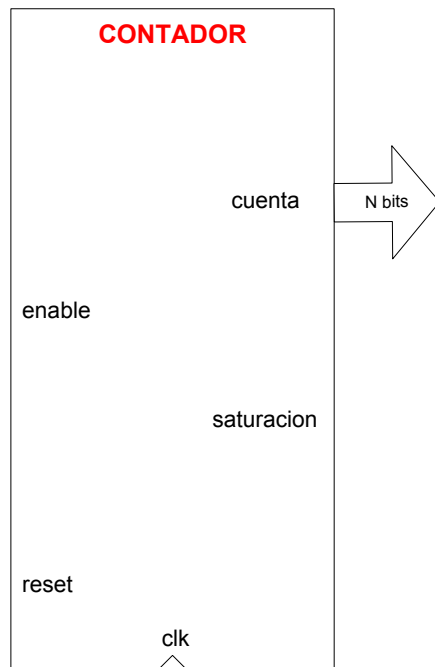 CONTADOR
cuenta
N bits
enable
saturacion
reset
clk